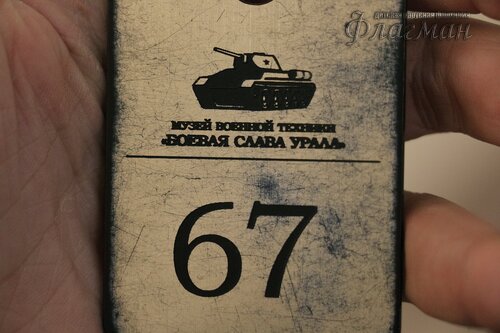 Флагман
МУЗЕЙ ВОЕННОЙ ТЕХНИКИ
«БОЕВАЯ СЛАВА УРАЛА»
67